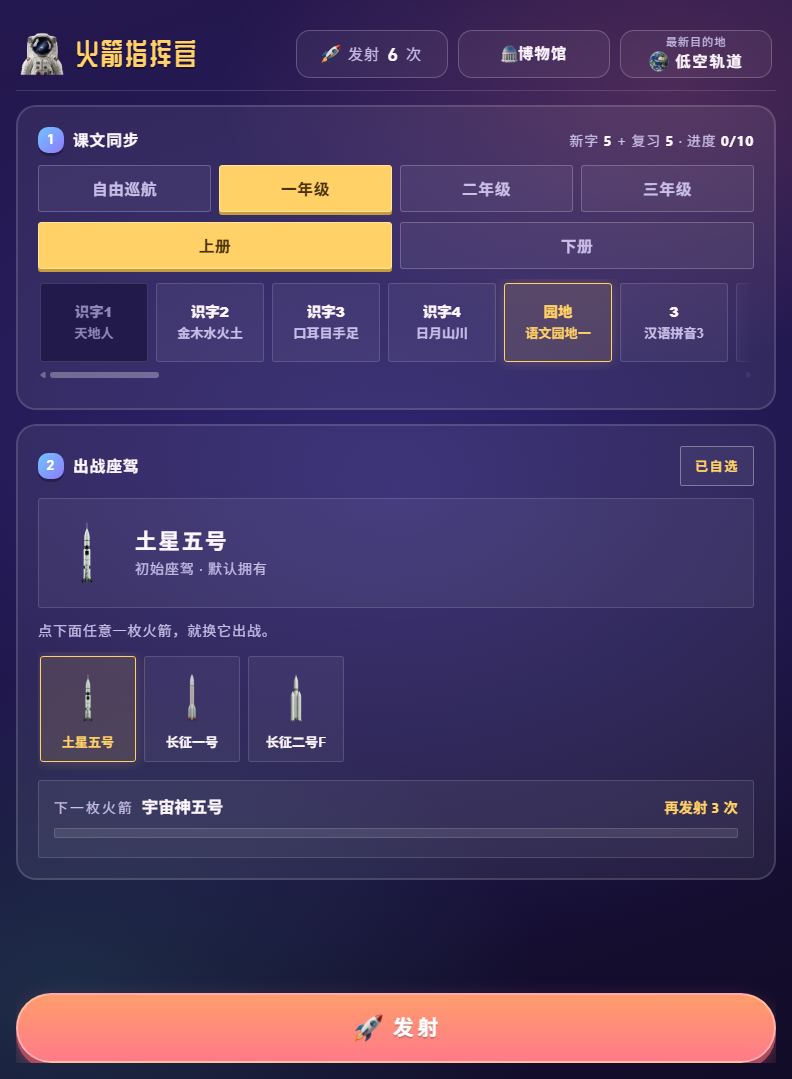 火箭指挥官
发射 6 次
博物馆
最新目的地
低空轨道
1 课文同步
新字 5 + 复习 5 · 进度 0/10
自由巡航
一年级
二年级
三年级
上册
下册
识字1
天地人
识字2
金木水火土
识字3
口耳目手足
识字4
日月山川
园地
语文园地一
3
汉语拼音3
2 出战座驾
已自选
土星五号
初始座驾 · 默认拥有
点下面任意一枚火箭，就换它出战。
土星五号
长征一号
长征二号F
下一枚火箭 宇宙神五号
再发射 3 次
发射